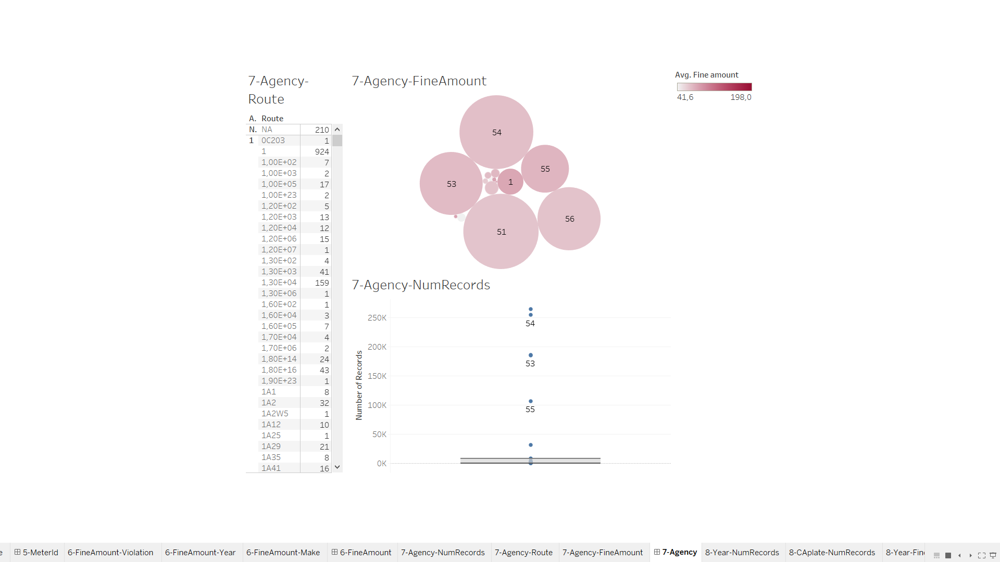 7-Agency-
Route
A. Route
N. NA 210
1 0C203 1
1 924
1,00E+02 7
1,00E+03 2
1,00E+05 17
1,00E+23 2
1,20E+02 5
1,20E+03 13
1,20E+04 12
1,20E+06 15
1,20E+07 1
1,30E+02 4
1,30E+03 41
1,30E+04 159
1,30E+06 1
1,60E+02 1
1,60E+04 3
1,60E+05 7
1,70E+04 4
1,70E+06 2
1,80E+14 24
1,80E+16 43
1,90E+23 1
1A1 8
1A2 32
1A2W5 1
1A12 10
1A25 1
1A29 21
1A35 8
1A41 16
7-Agency-FineAmount
54
55
53
1
56
51
7-Agency-NumRecords
Number of Records
250K
200K
150K
100K
50K
0K
54
53
55
Avg. Fine amount
41,6 198,0
e 5-MeterId 6-FineAmount-Violation 6-FineAmount-Year 6-FineAmount-Make 6-FineAmount 7-Agency-NumRecords 7-Agency-Route 7-Agency-FineAmount 7-Agency 8-Year-NumRecords 8-CAplate-NumRecords 8-Year-Fin